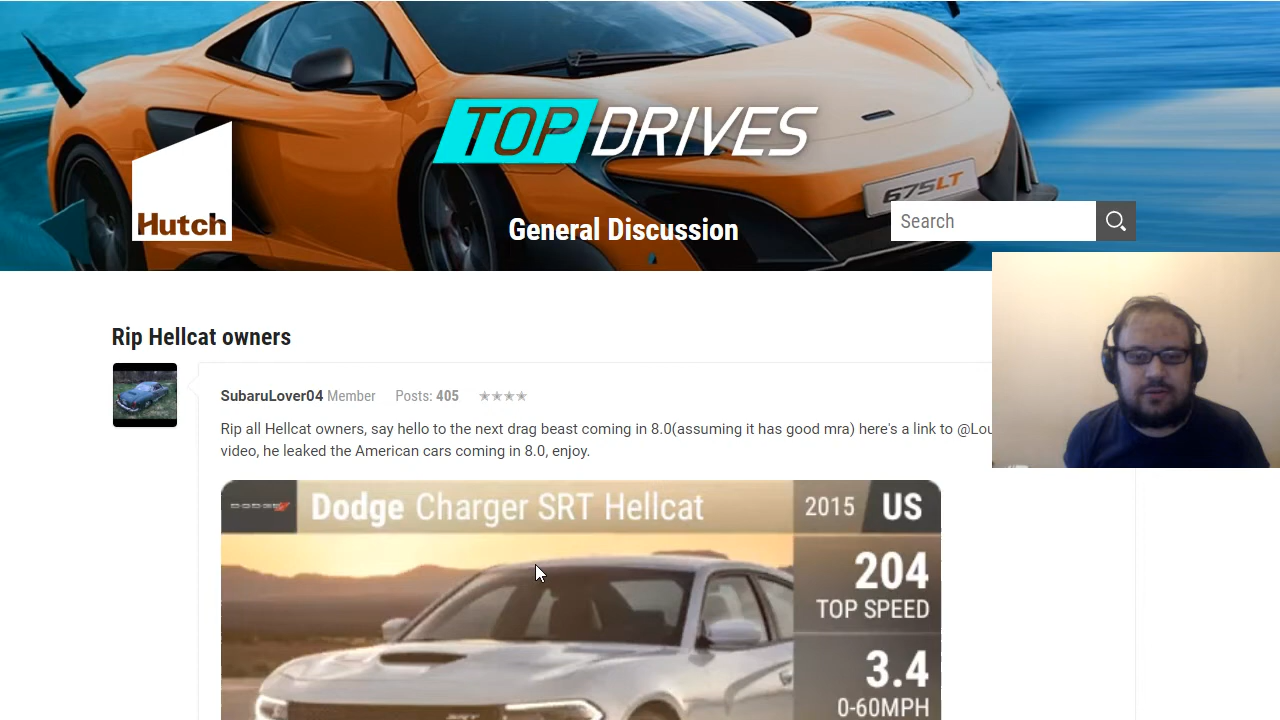 TOP DRIVES
675LT
Hutch
General Discussion
Search
Rip Hellcat owners
SubaruLover04 Member Posts: 405 ★★★★
Rip all Hellcat owners, say hello to the next drag beast coming in 8.0(assuming it has good mra) here's a link to @Lou
video, he leaked the American cars coming in 8.0, enjoy.
DODGE Dodge Charger SRT Hellcat 2015 US
204
TOP SPEED
3.4
0-60MPH